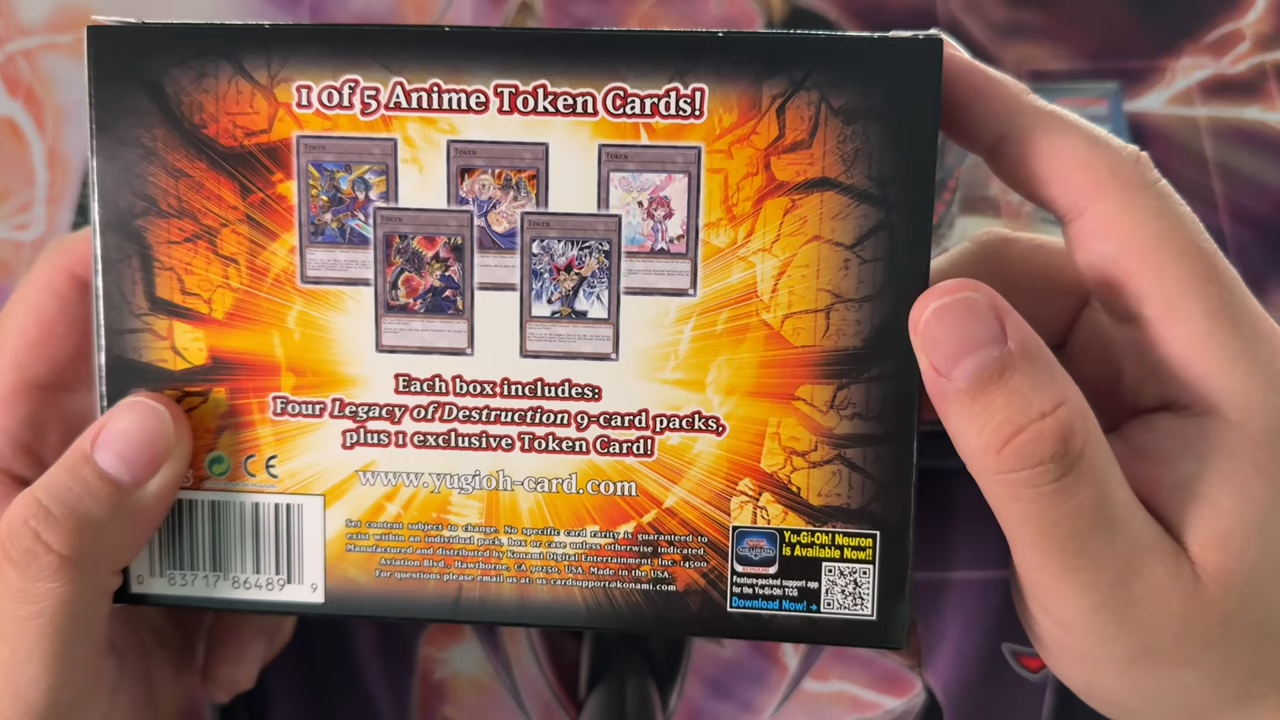 1 of 5 Anime Token Cards!
Token
Token
Token
Token
Token
Each box includes:
Four Legacy of Destruction 9-card packs,
plus 1 exclusive Token Card!
www.yugioh-card.com
CE
0 83717 86489 9
Set content subject to change. No specific card rarity is guaranteed to
exist within an individual pack, box or case unless otherwise indicated.
Manufactured and distributed by Konami Digital Entertainment, Inc. 14500
Aviation Blvd., Hawthorne, CA 90250, USA. Made in the USA.
For questions please email us at: us-cardsupport@konami.com
NEURON
KONAMI
Yu-Gi-Oh! Neuron
is Available Now!!
Feature-packed support app
for the Yu-Gi-Oh! TCG
Download Now! →